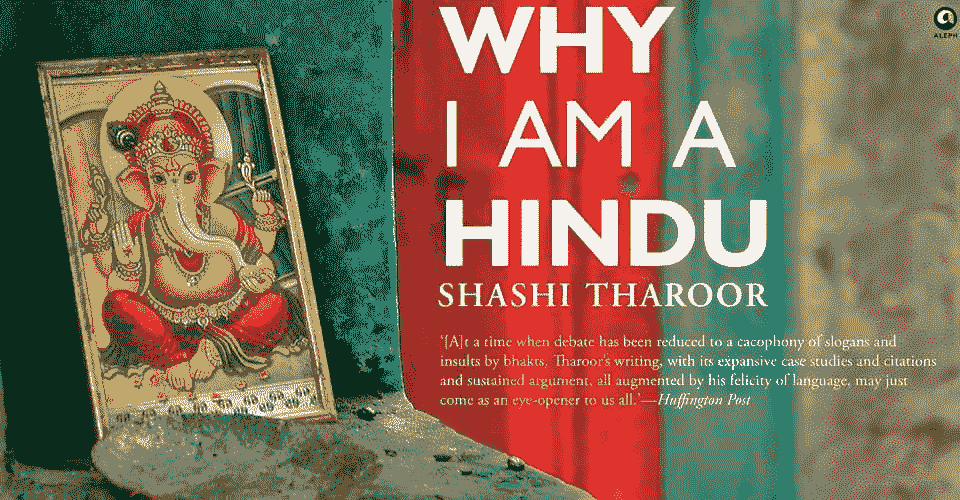 WHY
I AM A
HINDU
SHASHI THAROOR
‘[A]t a time when debate has been reduced to a cacophony of slogans and
insults by bhakts, Tharoor’s writing, with its expansive case studies and citations
and sustained argument, all augmented by his felicity of language, may just
come as an eye-opener to us all.’—Huffington Post
a
ALEPH